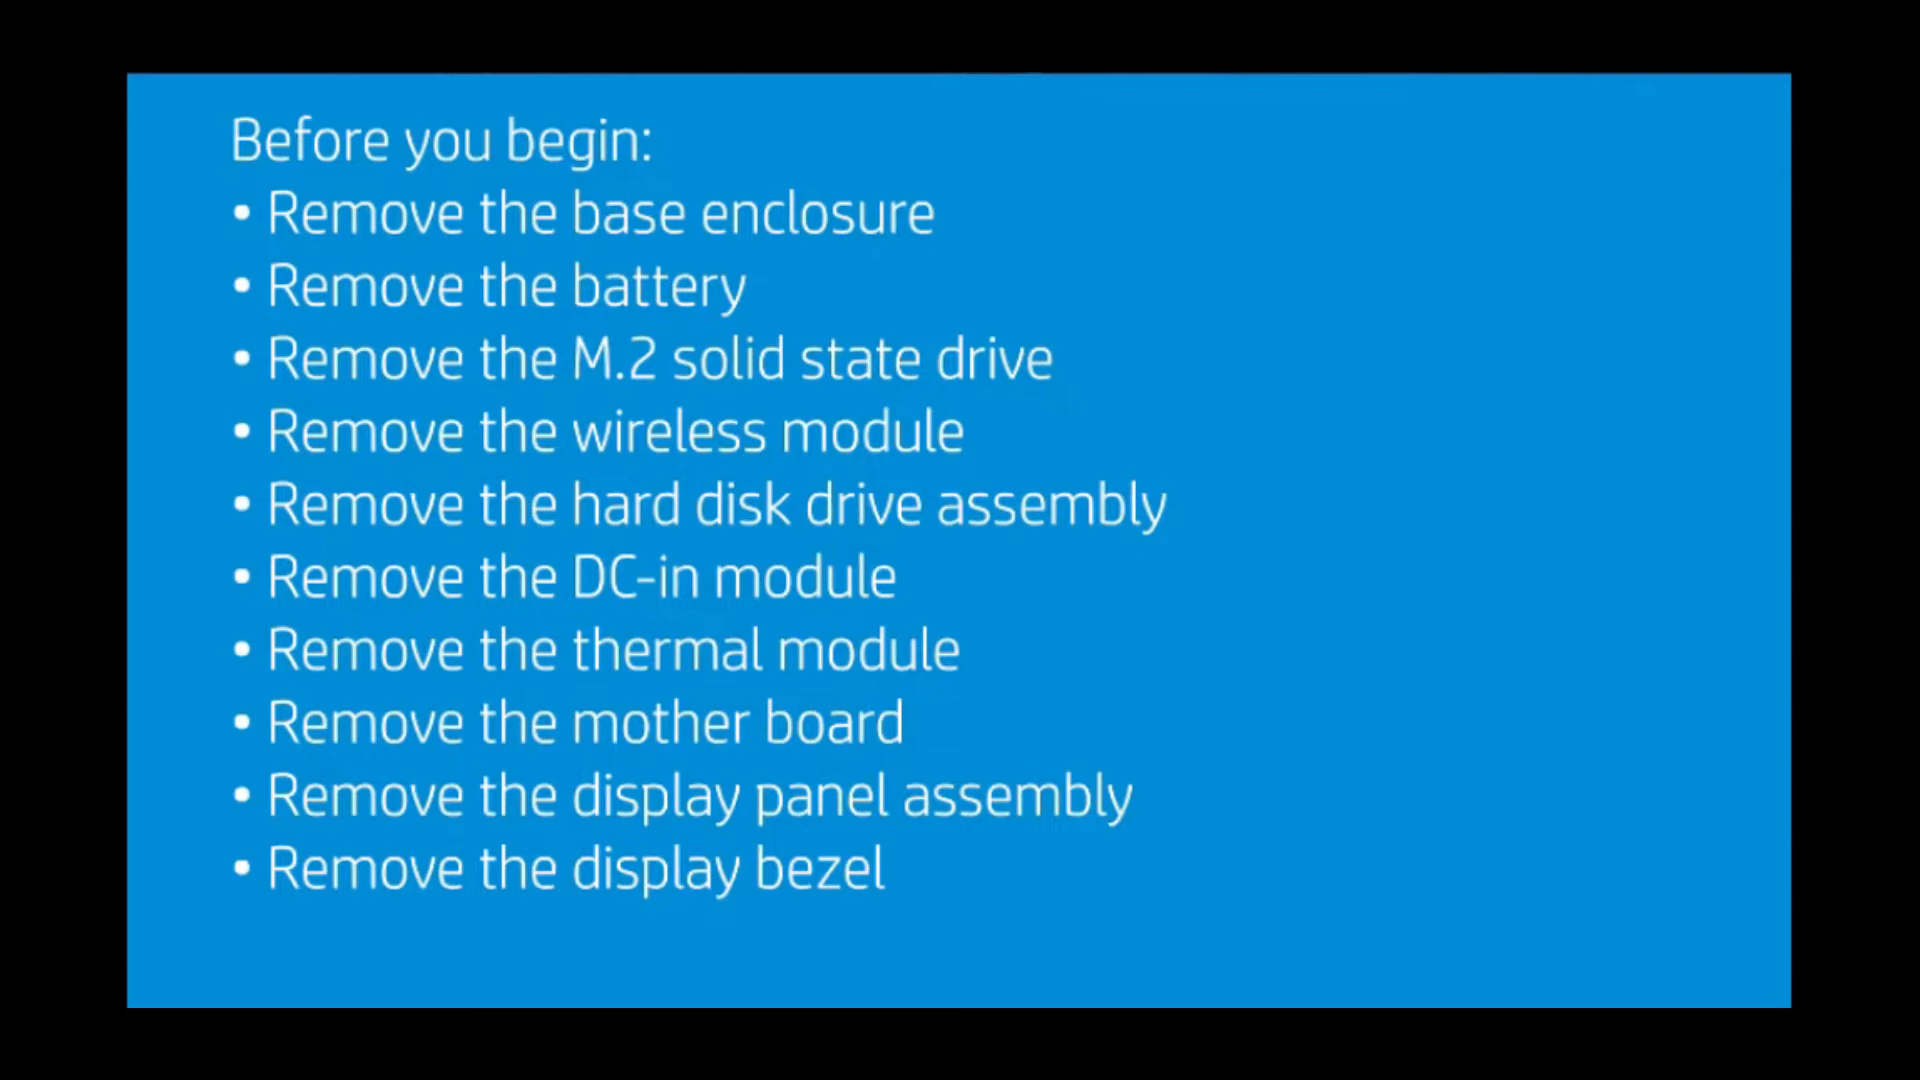 Before you begin:
• Remove the base enclosure
• Remove the battery
• Remove the M.2 solid state drive
• Remove the wireless module
• Remove the hard disk drive assembly
• Remove the DC-in module
• Remove the thermal module
• Remove the mother board
• Remove the display panel assembly
• Remove the display bezel